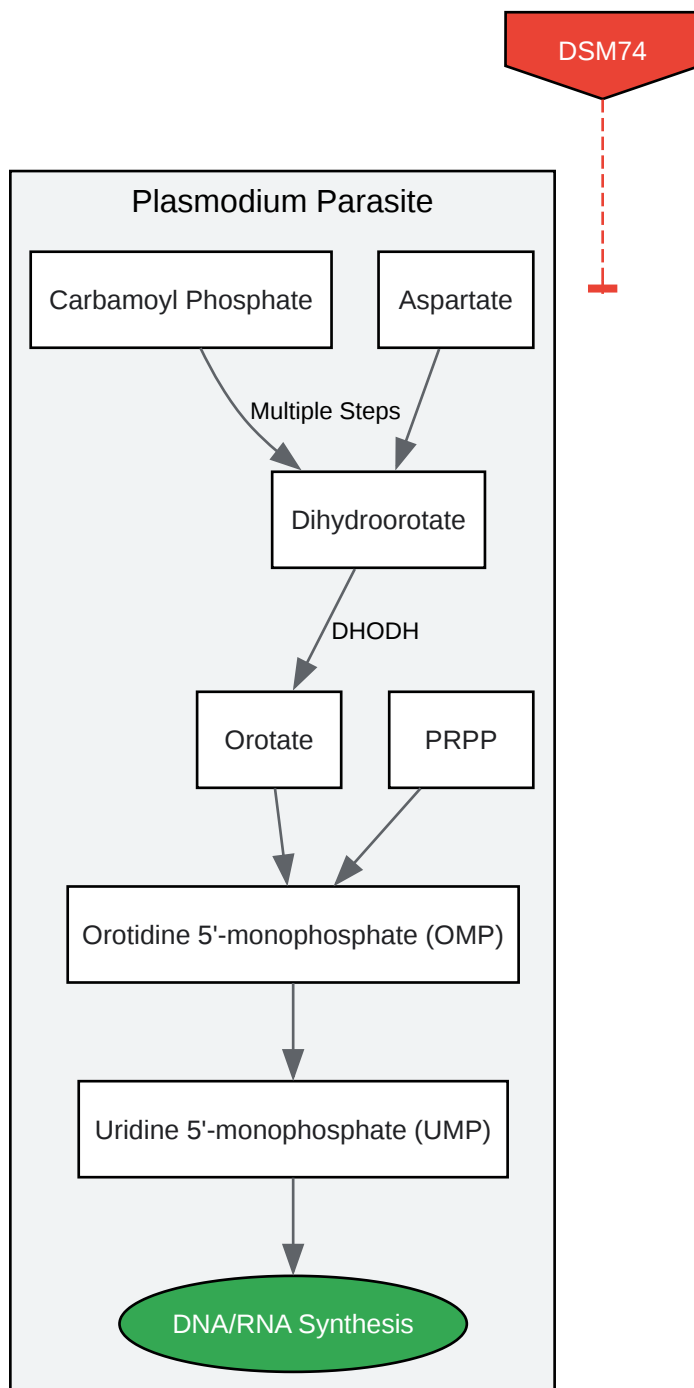 DSM74
Plasmodium Parasite
Carbamoyl Phosphate
Aspartate
Multiple Steps
Dihydroorotate
DHODH
Orotate
PRPP
Orotidine 5'-monophosphate (OMP)
Uridine 5'-monophosphate (UMP)
DNA/RNA Synthesis